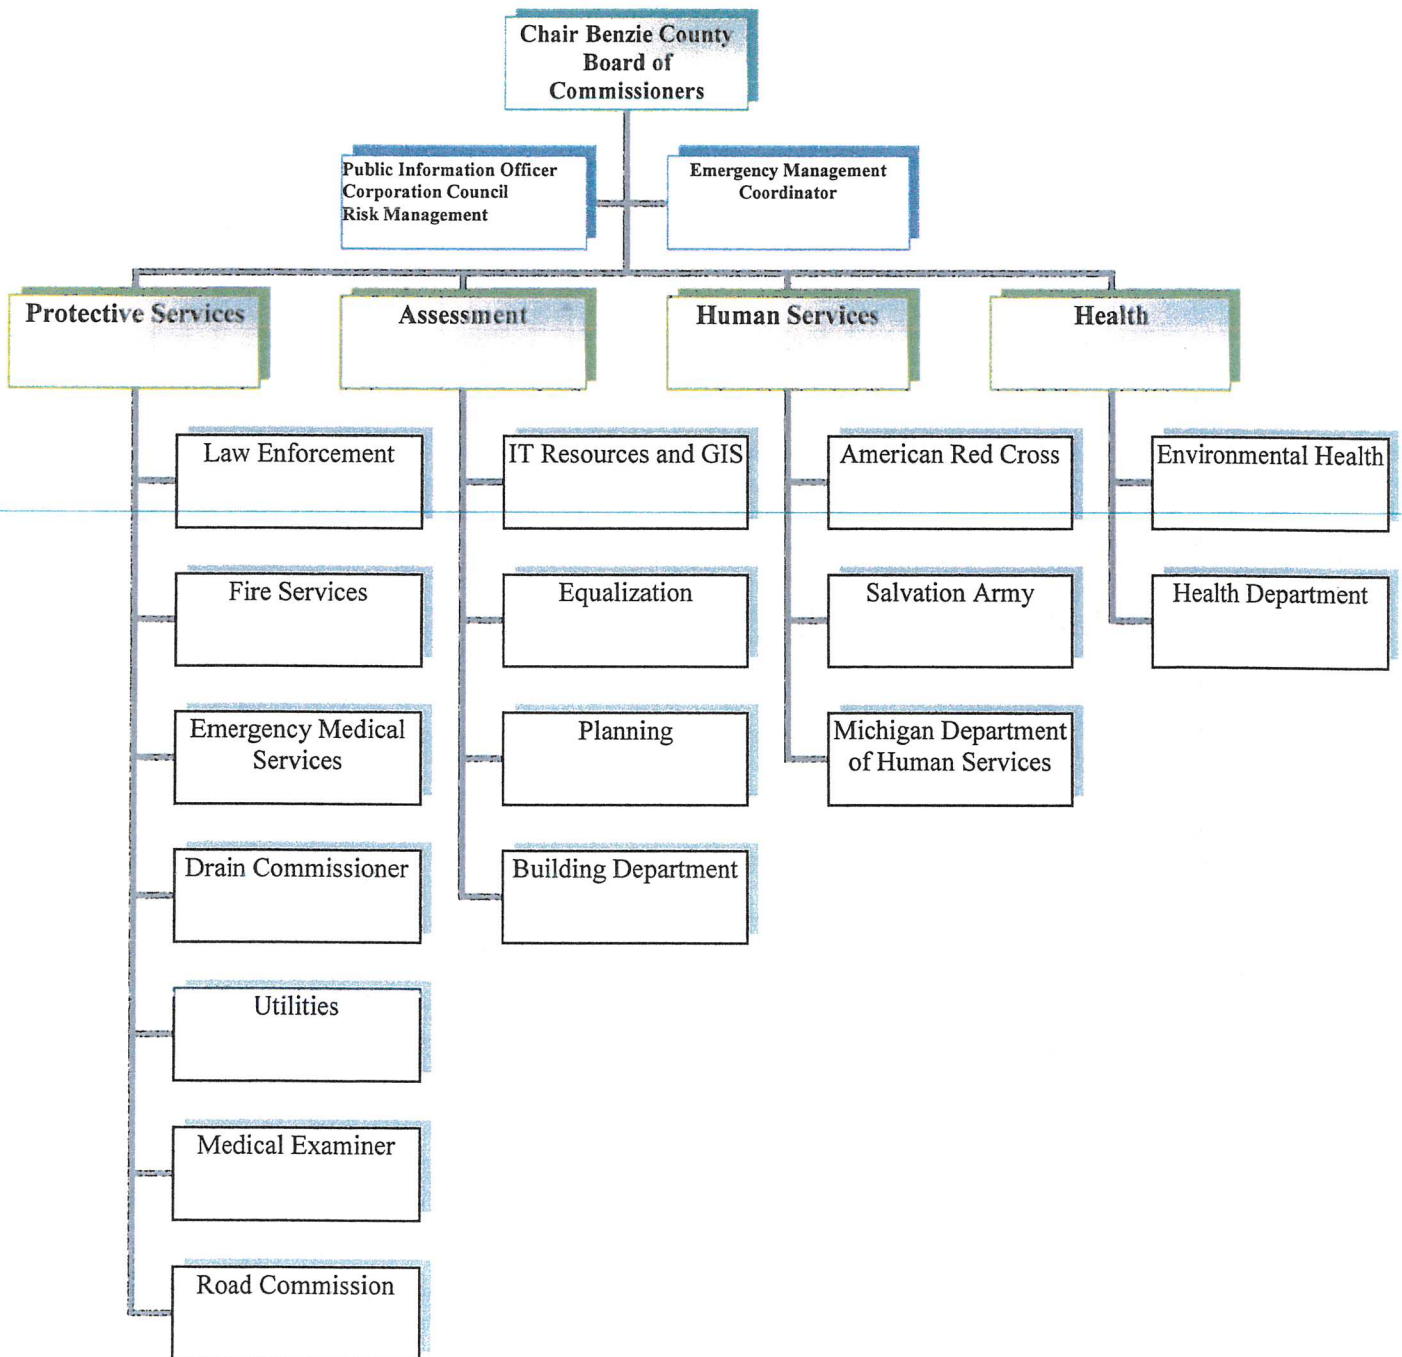 Chair Benzie County
Board of
Commissioners
Public Information Officer
Corporation Council
Risk Management
Emergency Management
Coordinator
Protective Services
Assessment
Human Services
Health
Law Enforcement
Fire Services
Emergency Medical
Services
Drain Commissioner
Utilities
Medical Examiner
Road Commission
IT Resources and GIS
Equalization
Planning
Building Department
American Red Cross
Salvation Army
Michigan Department
of Human Services
Environmental Health
Health Department